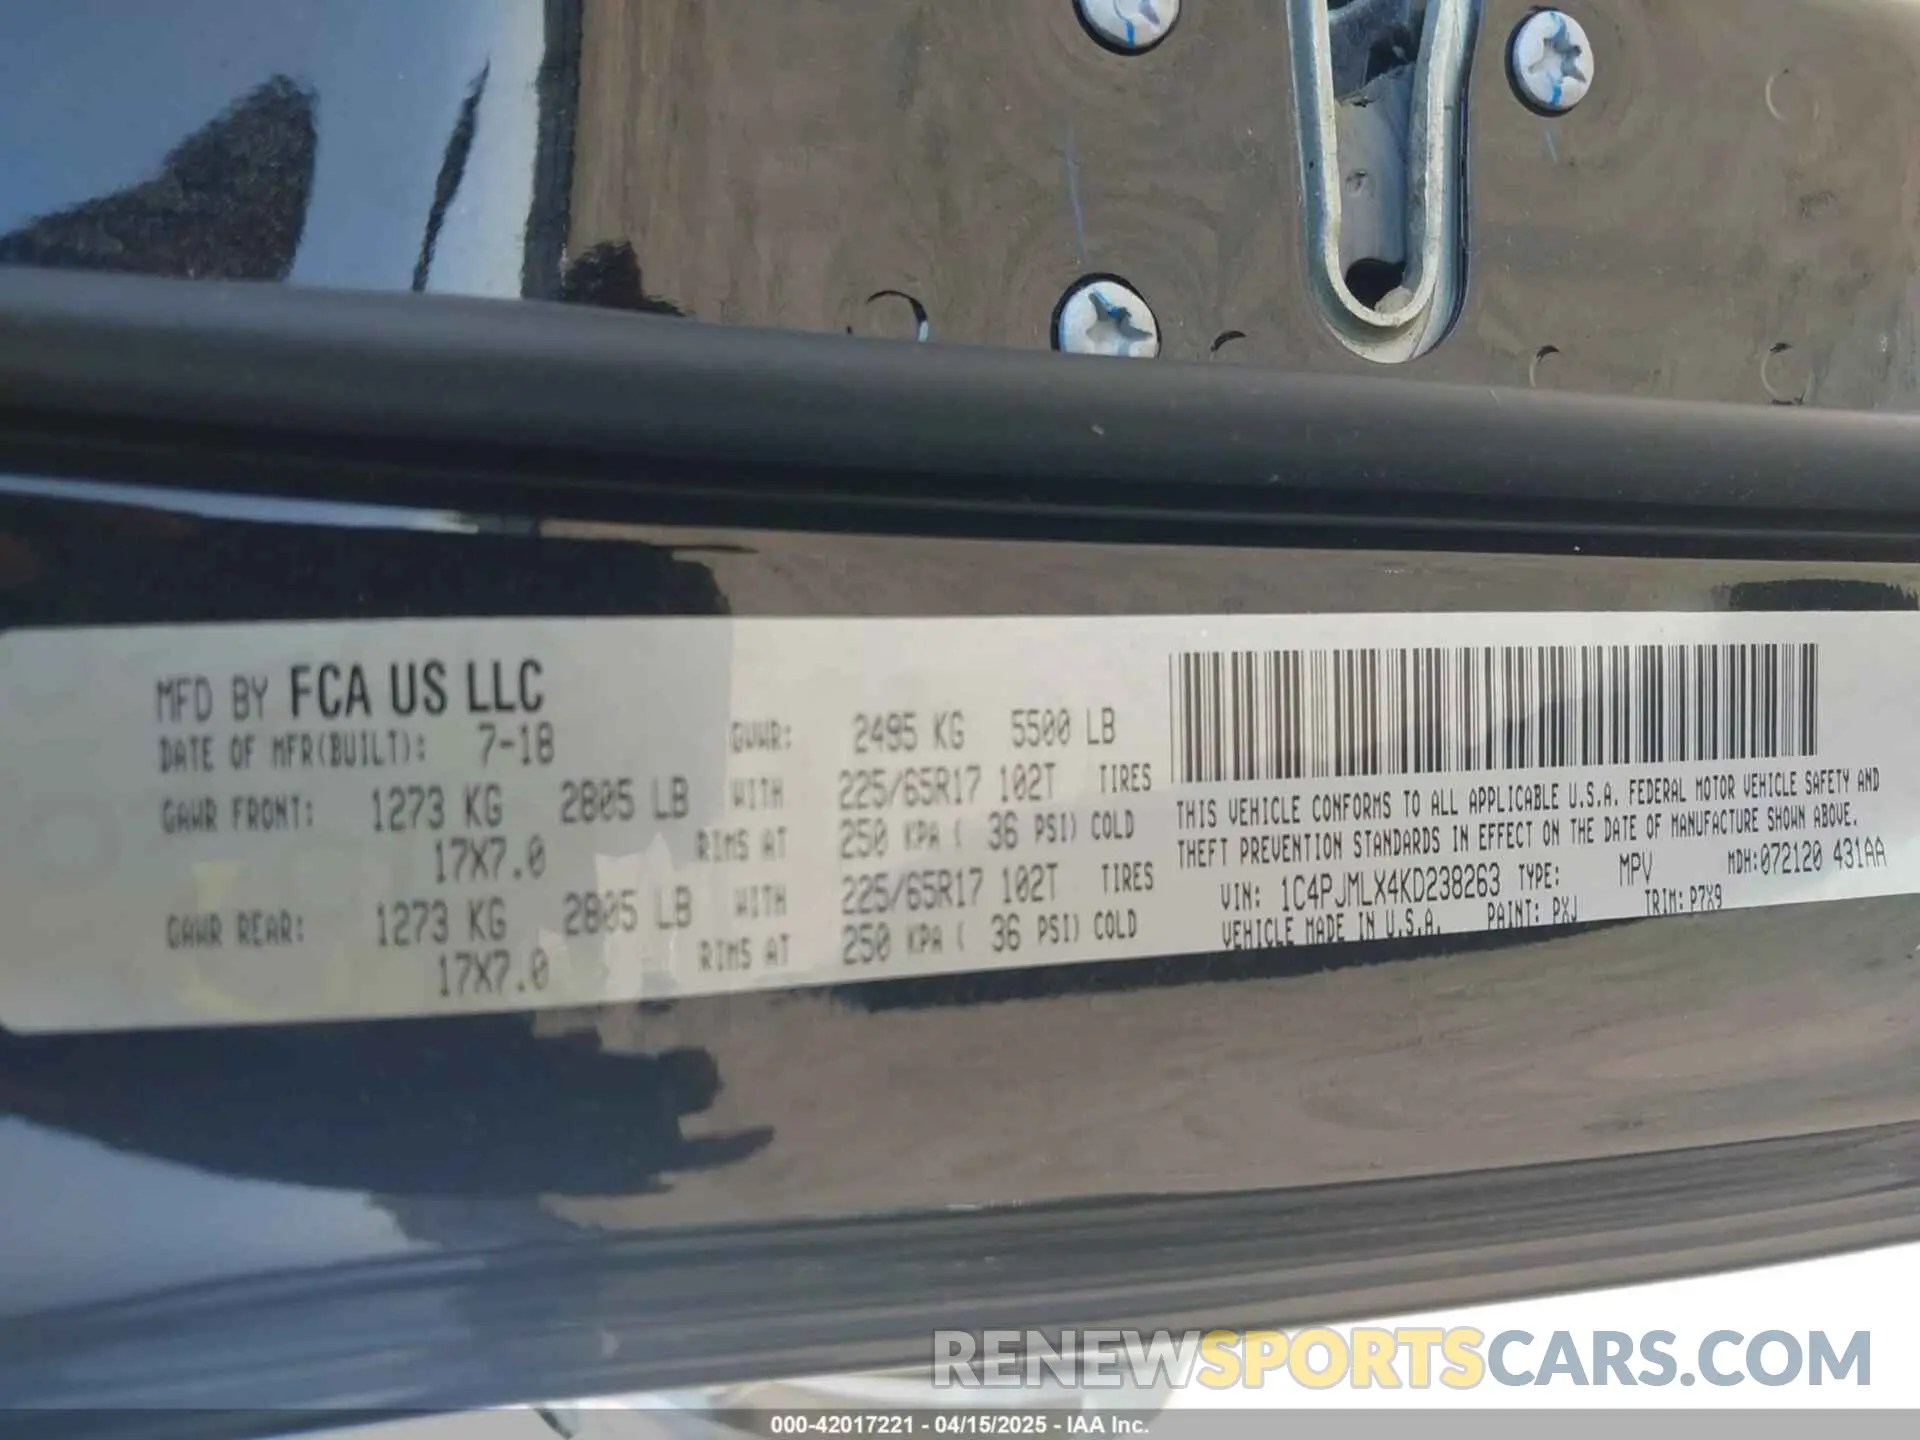 MFD BY FCA US LLC
DATE OF MFR(BUILT): 7-18 GVWR: 2495 KG 5500 LB
GAWR FRONT: 1273 KG 2805 LB WITH 225/65R17 102T TIRES
17X7.0 RIMS AT 250 KPA ( 36 PSI) COLD
GAWR REAR: 1273 KG 2805 LB WITH 225/65R17 102T TIRES
17X7.0 RIMS AT 250 KPA ( 36 PSI) COLD
THIS VEHICLE CONFORMS TO ALL APPLICABLE U.S.A. FEDERAL MOTOR VEHICLE SAFETY AND
THEFT PREVENTION STANDARDS IN EFFECT ON THE DATE OF MANUFACTURE SHOWN ABOVE.
VIN: 1C4PJMLX4KD238263 TYPE: MPV MDH:072120 431AA
VEHICLE MADE IN U.S.A. PAINT: PXJ TRIM: P7X9
RENEWSPORTSCARS.COM
000-42017221 - 04/15/2025 - IAA Inc.